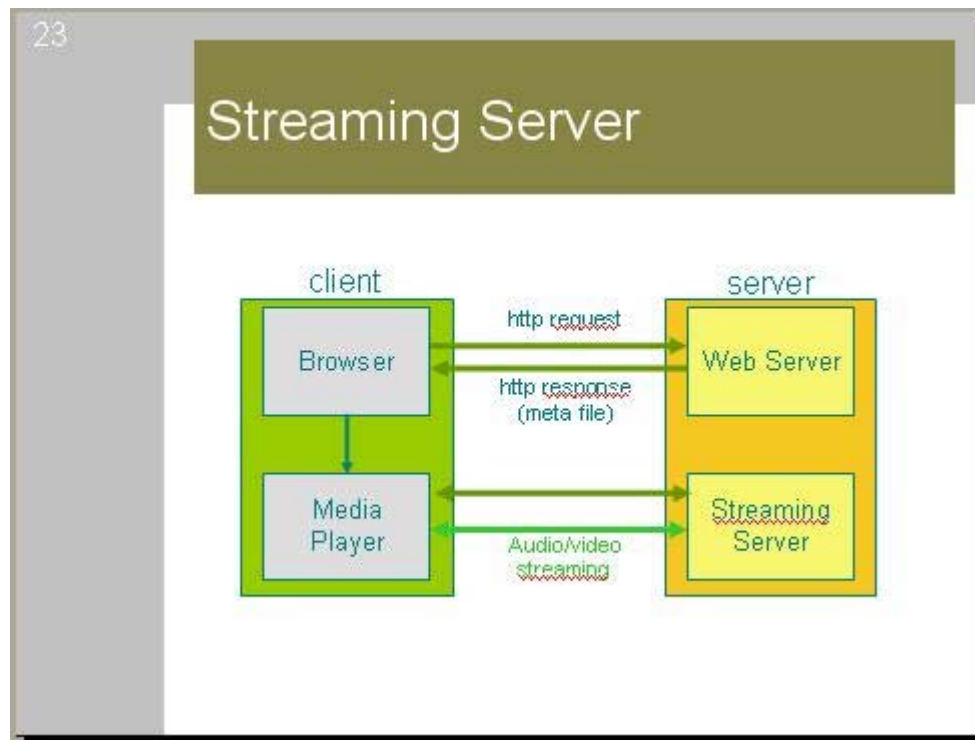 23
Streaming Server
client
server
http request
Browser
Web Server
http response
(meta file)
Media
Player
Streaming
Server
Audio/video
streaming